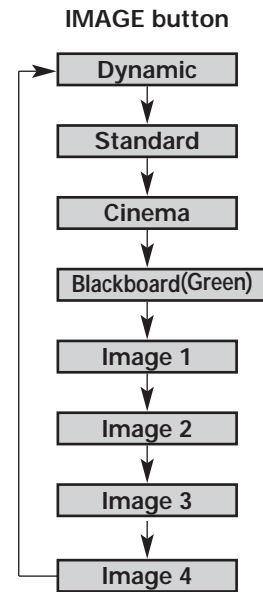 IMAGE button
Dynamic
Standard
Cinema
Blackboard(Green)
Image 1
Image 2
Image 3
Image 4